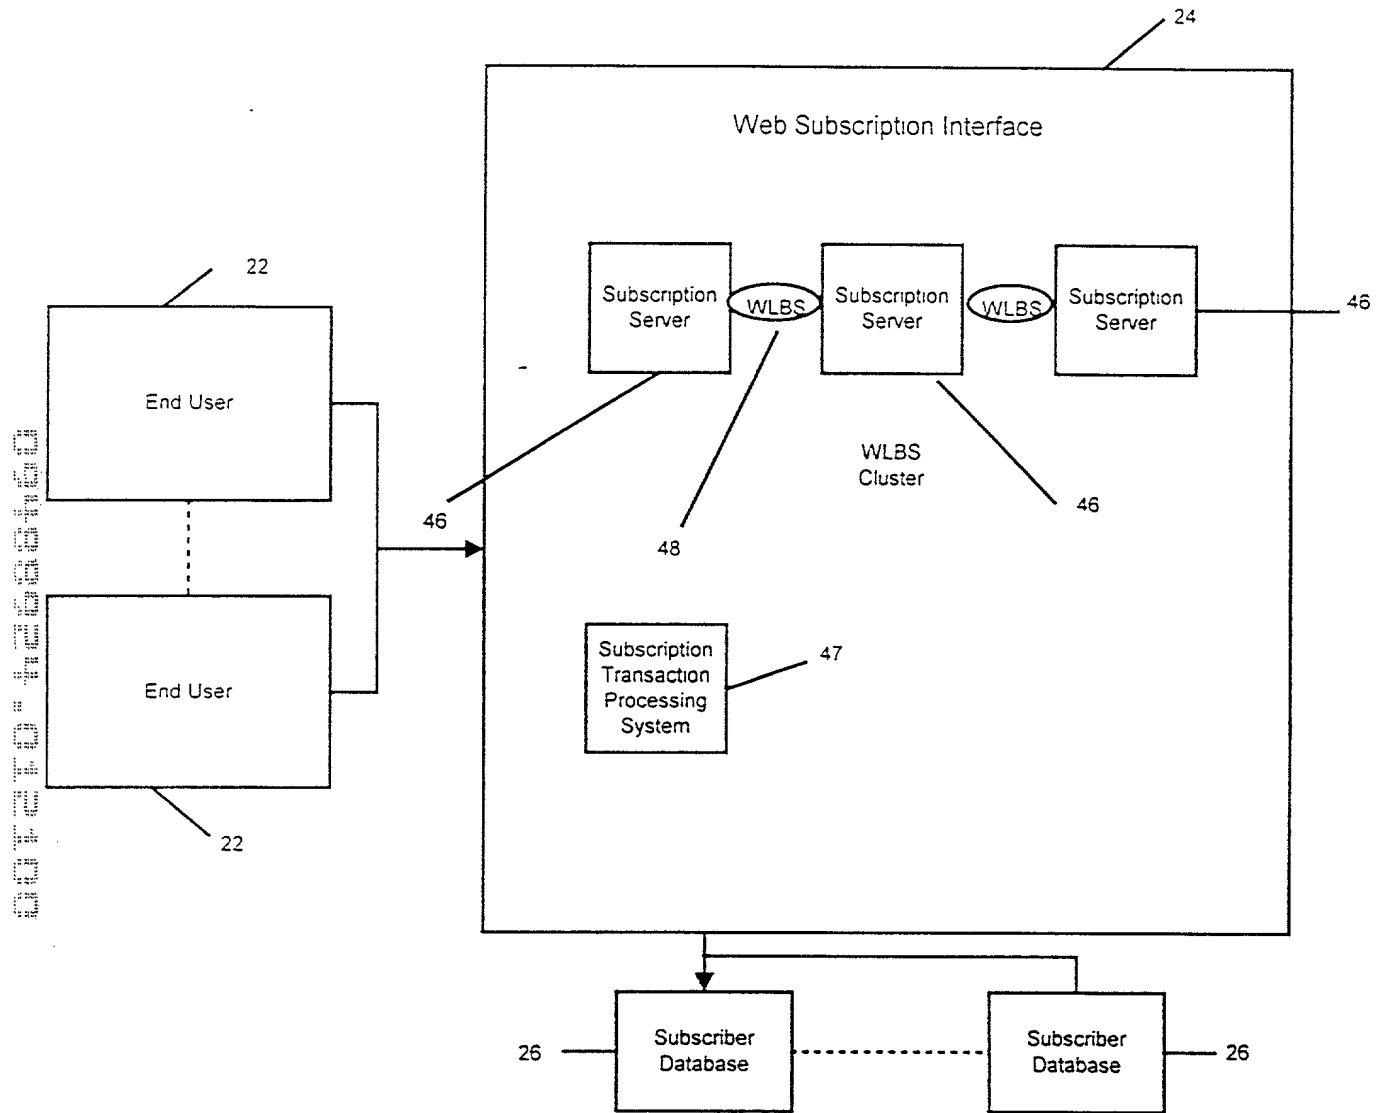 24
Web Subscription Interface
22
Subscription
Server
WLBS
Subscription
Server
WLBS
Subscription
Server
46
End User
WLBS
Cluster
46
46
48
Subscription
Transaction
Processing
System
47
End User
22
26
Subscriber
Database
Subscriber
Database
26